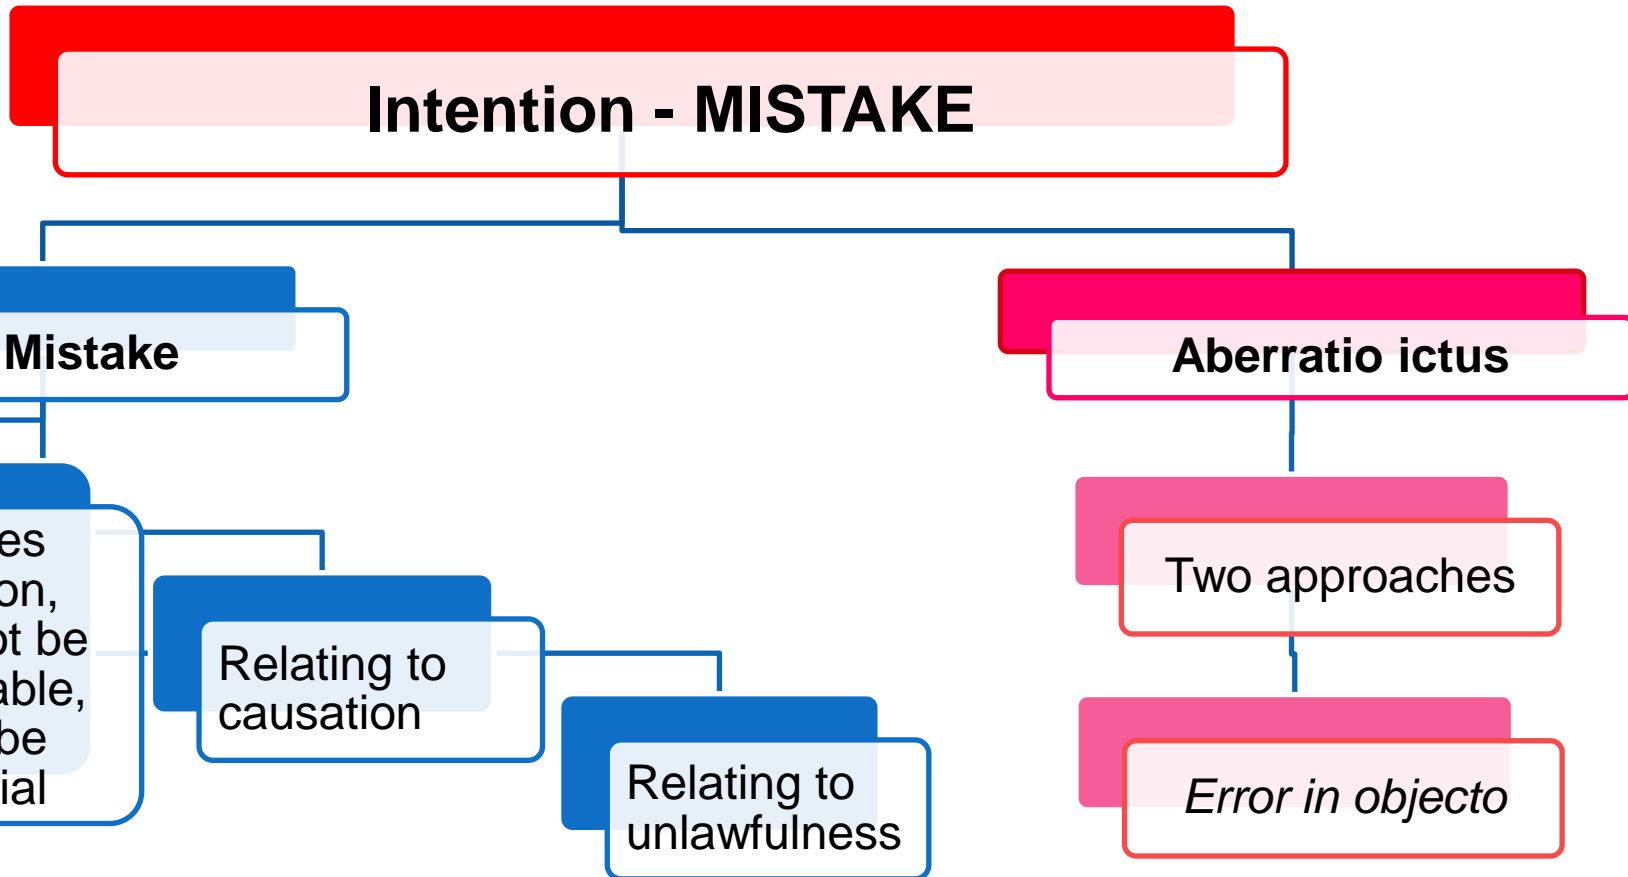 Intention - MISTAKE
Mistake
Aberratio ictus
es
on,
ot be
able,
be
ial
Relating to
causation
Relating to
unlawfulness
Two approaches
Error in objecto